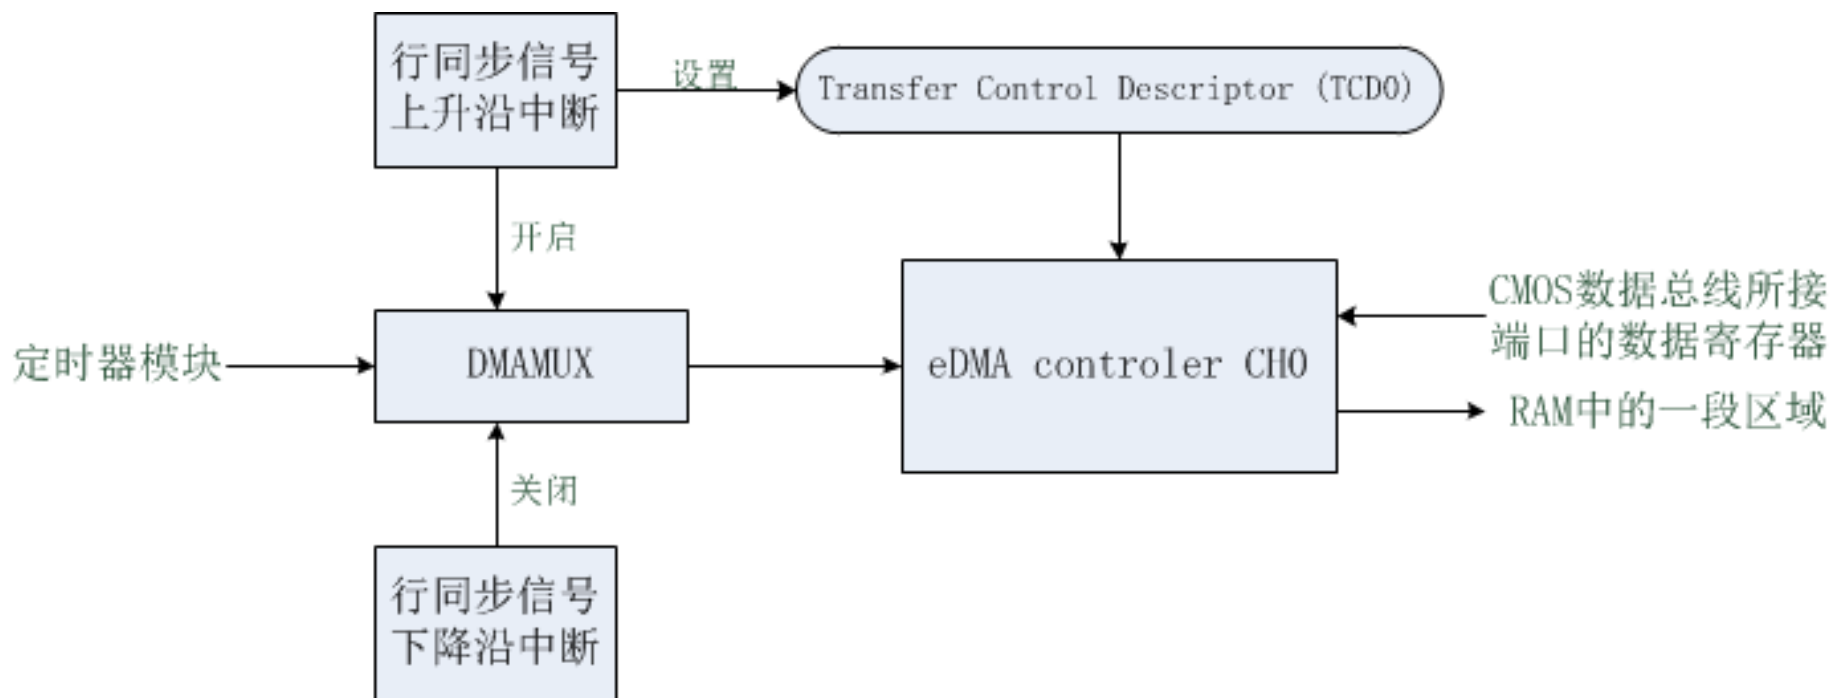 行同步信号
上升沿中断
设置
Transfer Control Descriptor (TCD0)
开启
定时器模块
DMAMUX
eDMA controler CH0
CMOS数据总线所接
端口的数据寄存器
RAM中的一段区域
关闭
行同步信号
下降沿中断